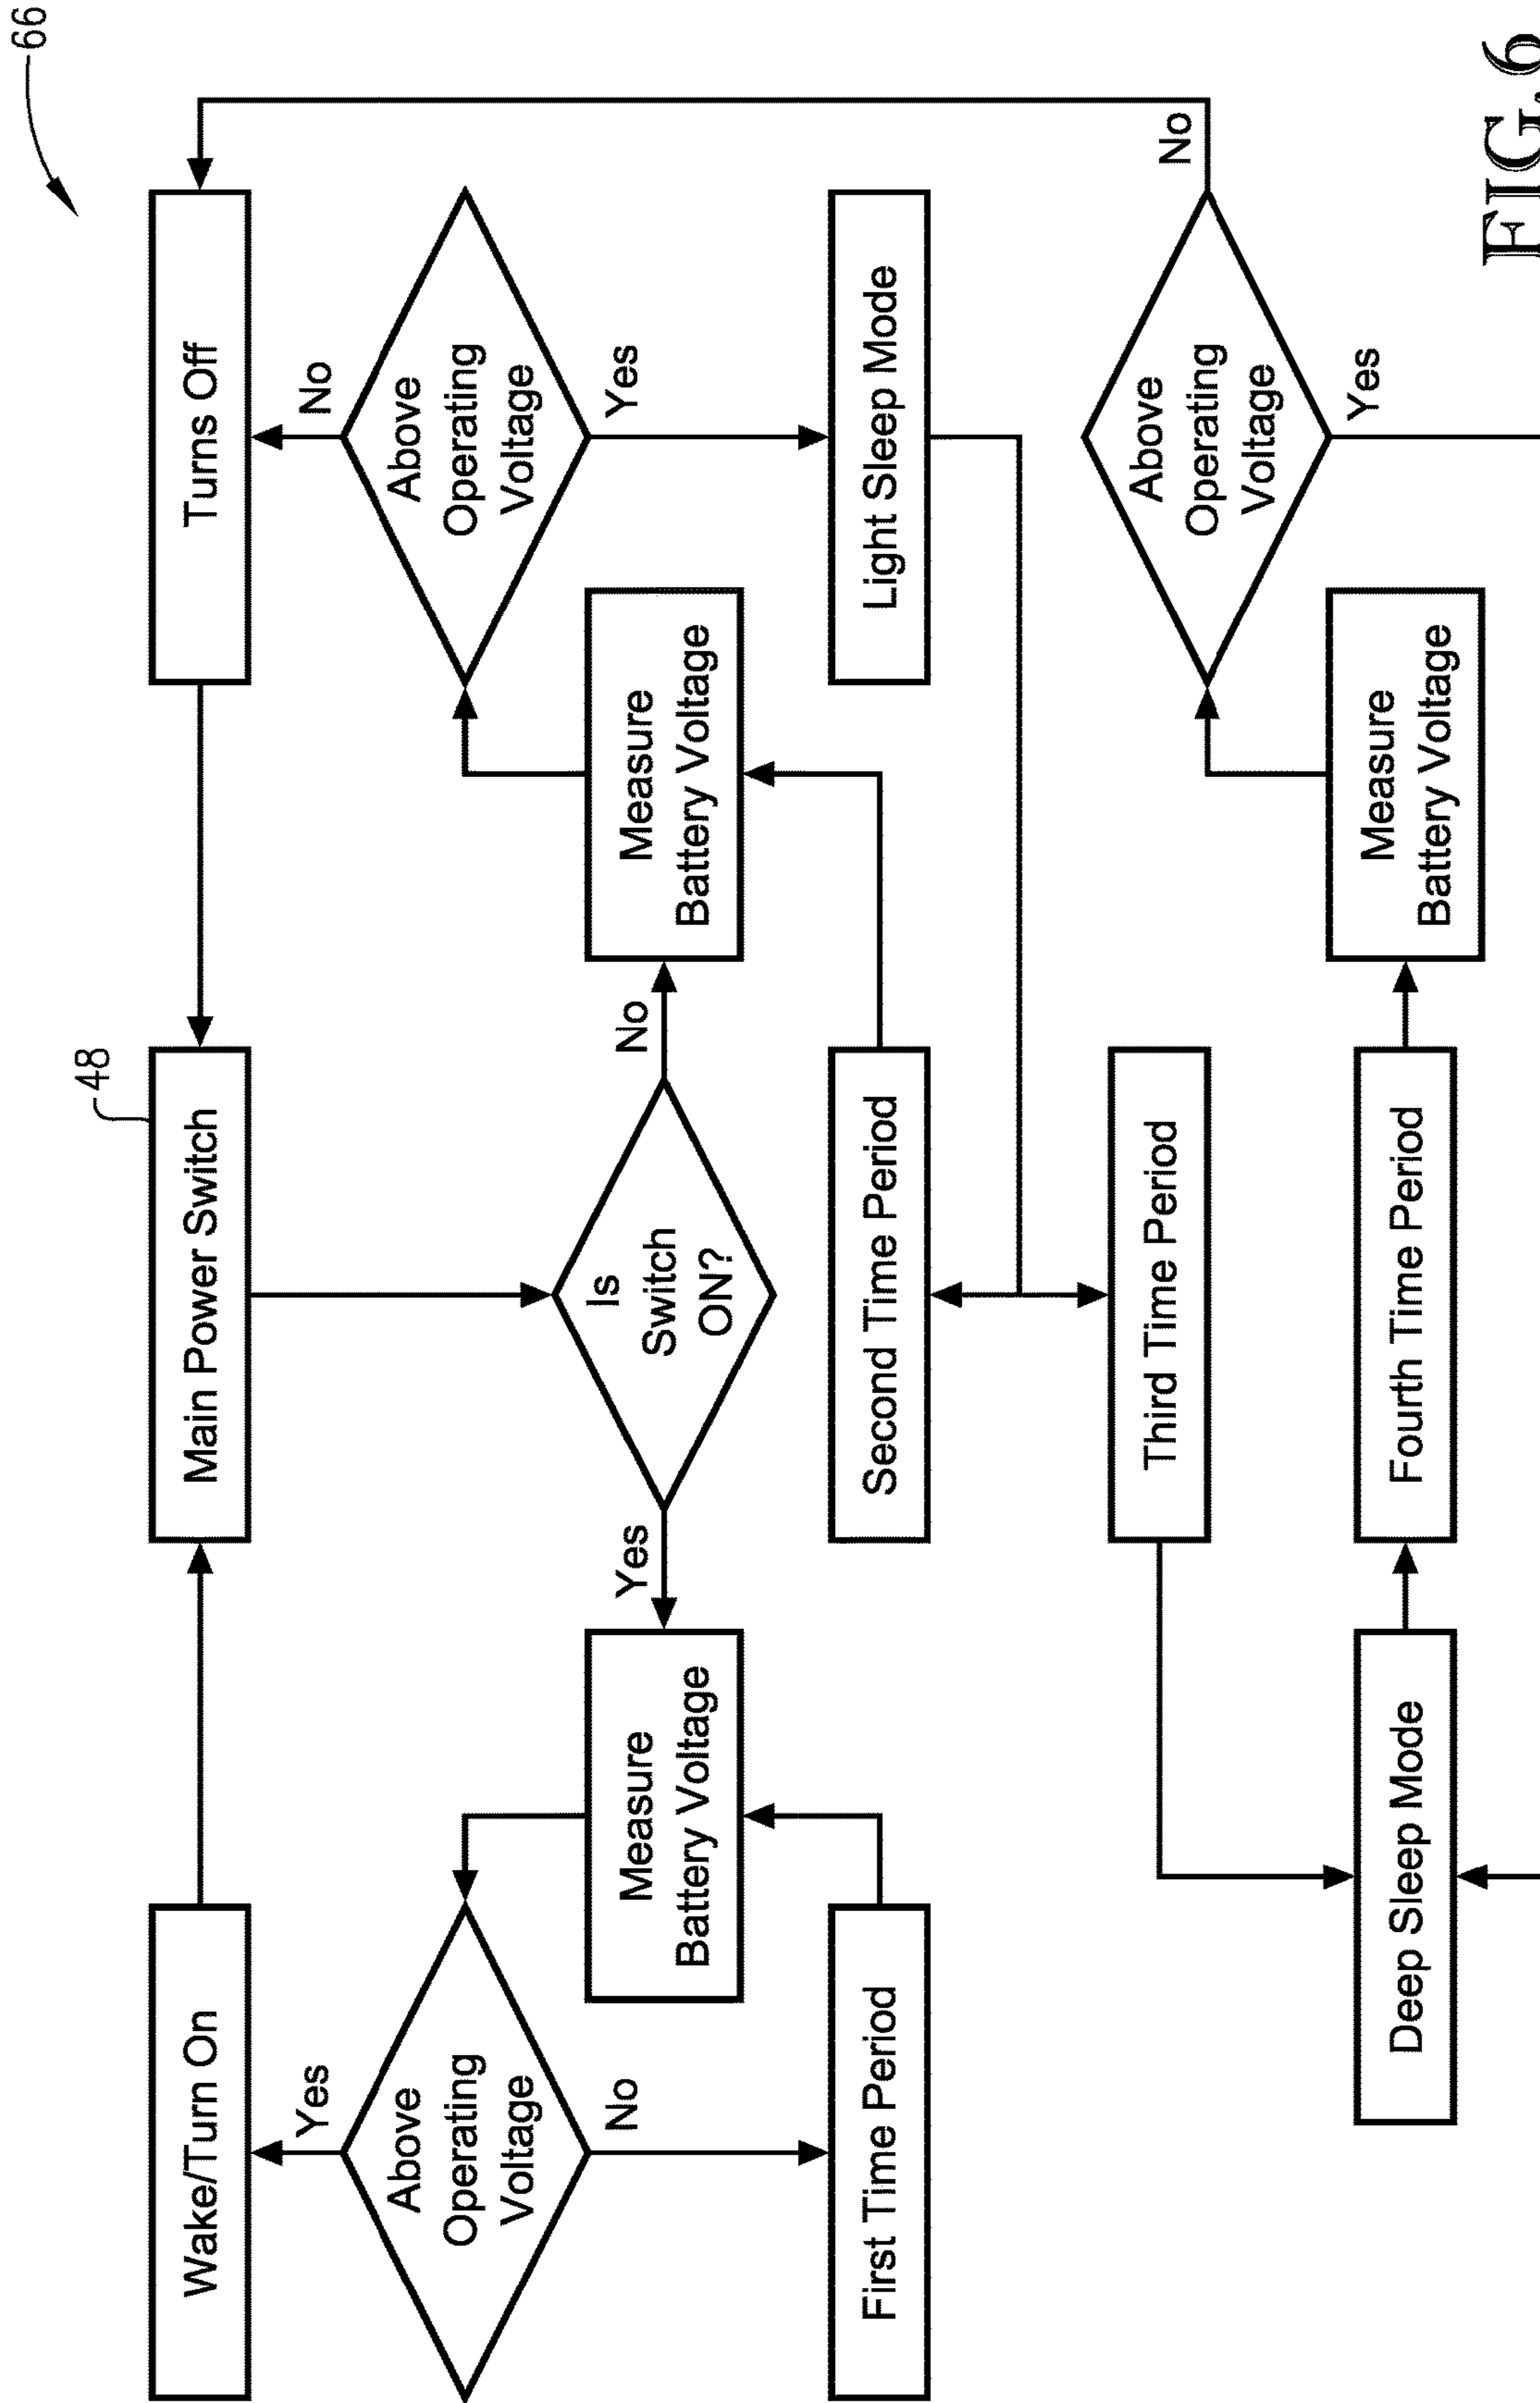 66
48
Wake/Turn On
Main Power Switch
Turns Off
Yes
No
Above
Operating
Voltage
Is
Switch
ON?
Above
Operating
Voltage
Yes
No
Measure
Battery Voltage
Measure
Battery Voltage
No
Yes
First Time Period
Second Time Period
Light Sleep Mode
Third Time Period
No
Above
Operating
Voltage
Deep Sleep Mode
Fourth Time Period
Measure
Battery Voltage
Yes
FIG. 6